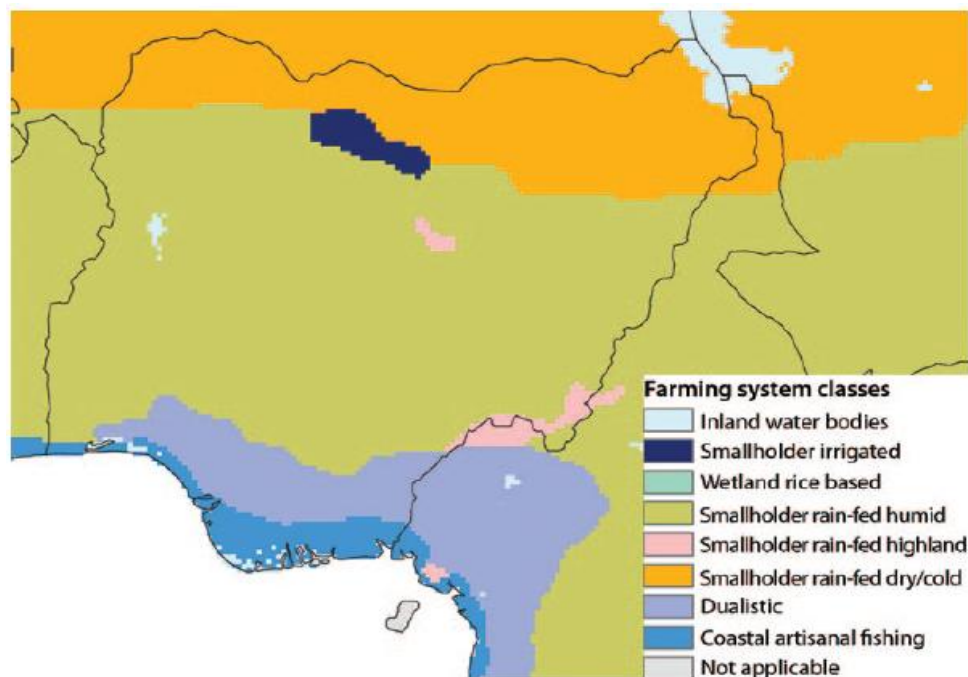 Farming system classes
Inland water bodies
Smallholder irrigated
Wetland rice based
Smallholder rain-fed humid
Smallholder rain-fed highland
Smallholder rain-fed dry/cold
Dualistic
Coastal artisanal fishing
Not applicable